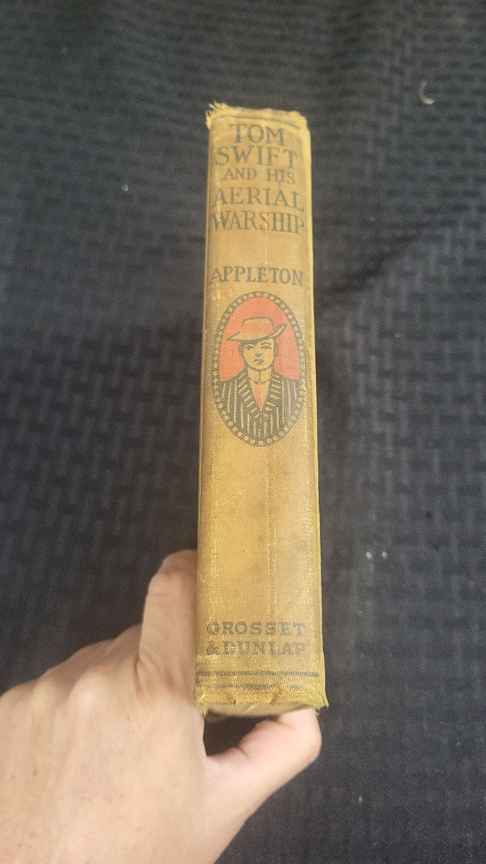 TOM
SWIFT
AND HIS
AERIAL
WARSHIP
APPLETON
GROSSET
& DUNLAP